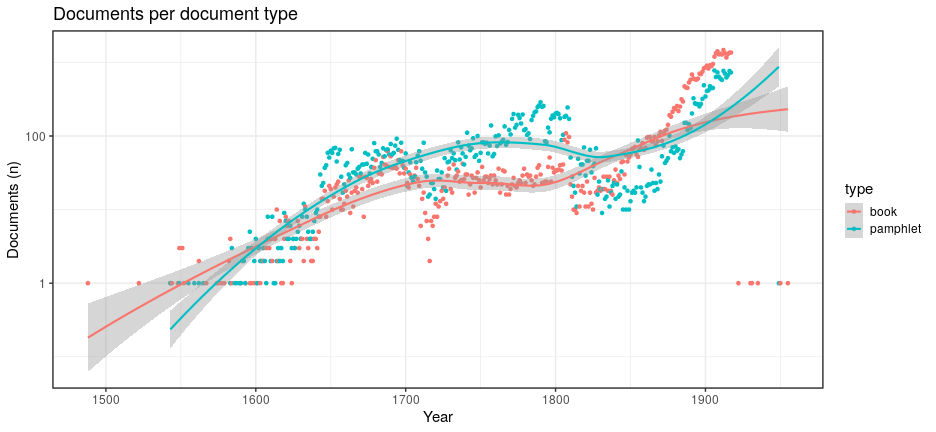 Documents per document type
Documents (n)
100
1
1500
1600
1700
1800
1900
Year
type
book
pamphlet